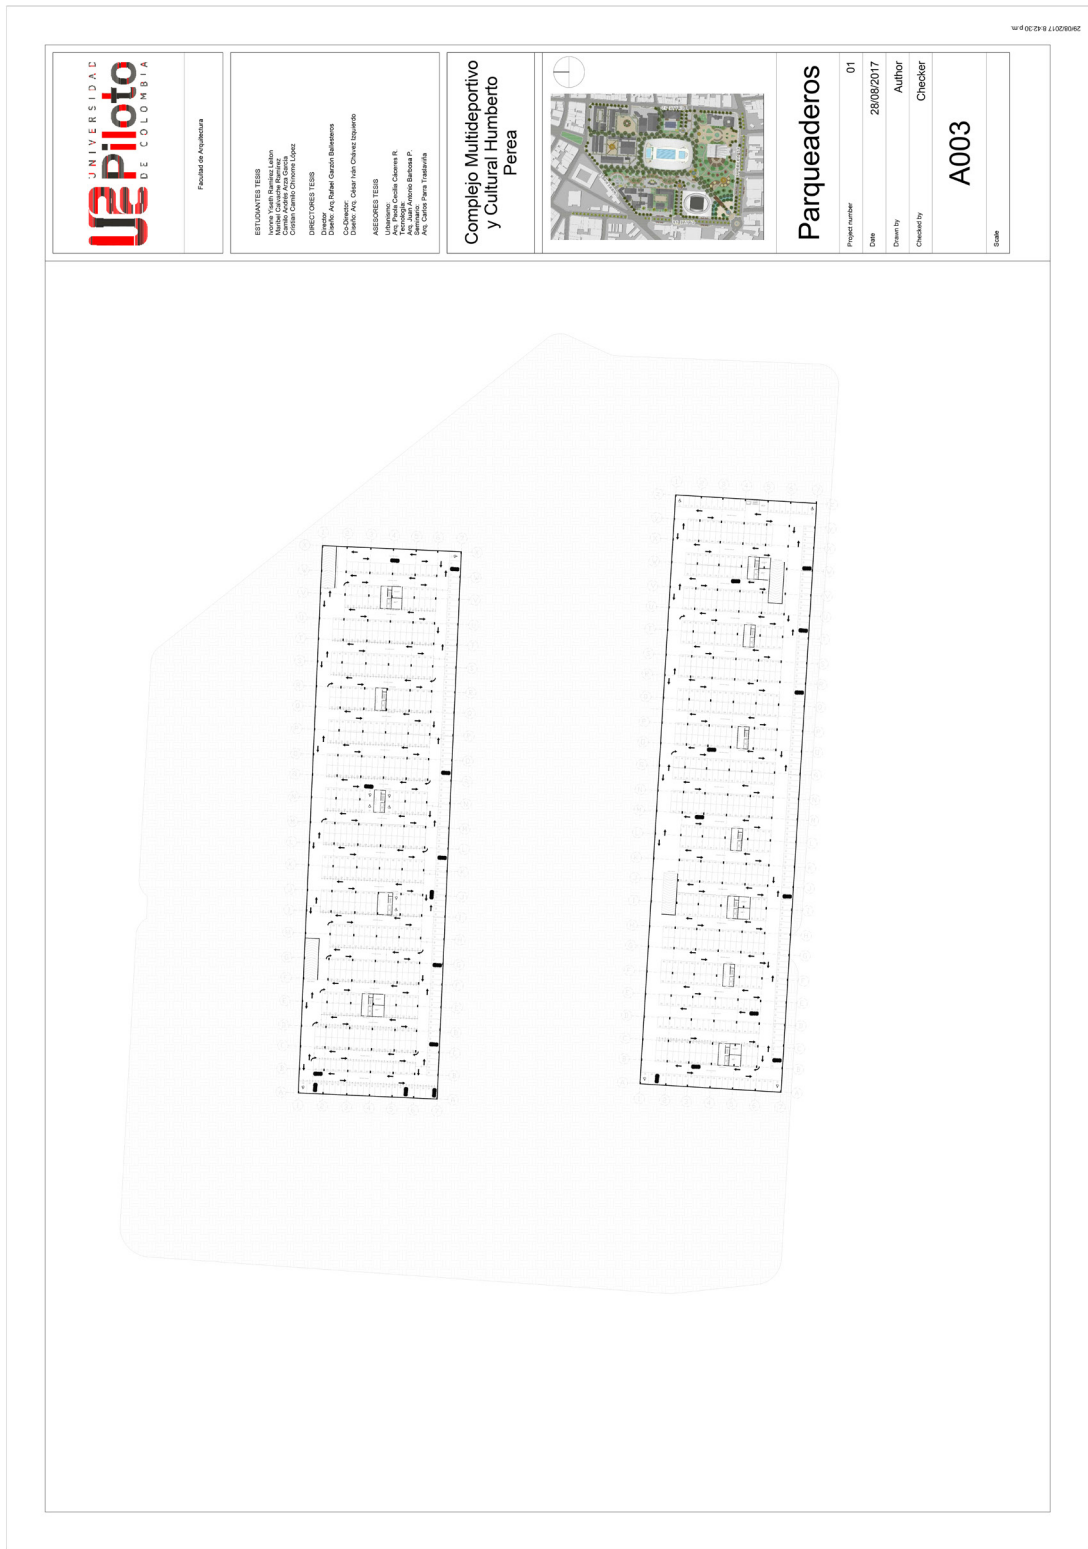 29/08/2017 8:42:30 p.m.
UNIVERSIDAD
Piloto
DE COLOMBIA
Facultad de Arquitectura
ESTUDIANTES TESIS
Ivonne Yiseth Ramírez Leiton
Maribel Calvache Ramírez
Camilo Andrés Arza García
Cristian Camilo Chinome López
DIRECTORES TESIS
Director:
Diseño: Arq. Rafael Garzón Ballesteros
Co-Director:
Diseño: Arq. César Iván Chávez Izquierdo
ASESORES TESIS
Urbanismo:
Arq. Paola Cecilia Cáceres R.
Tecnología:
Arq. Juan Antonio Barbosa P.
Seminario:
Arq. Carlos Parra Traslaviña
Complejo Multideportivo
y Cultural Humberto
Perea
Parqueaderos
Project number 01
Date 28/08/2017
Drawn by Author
Checked by Checker
A003
Scale